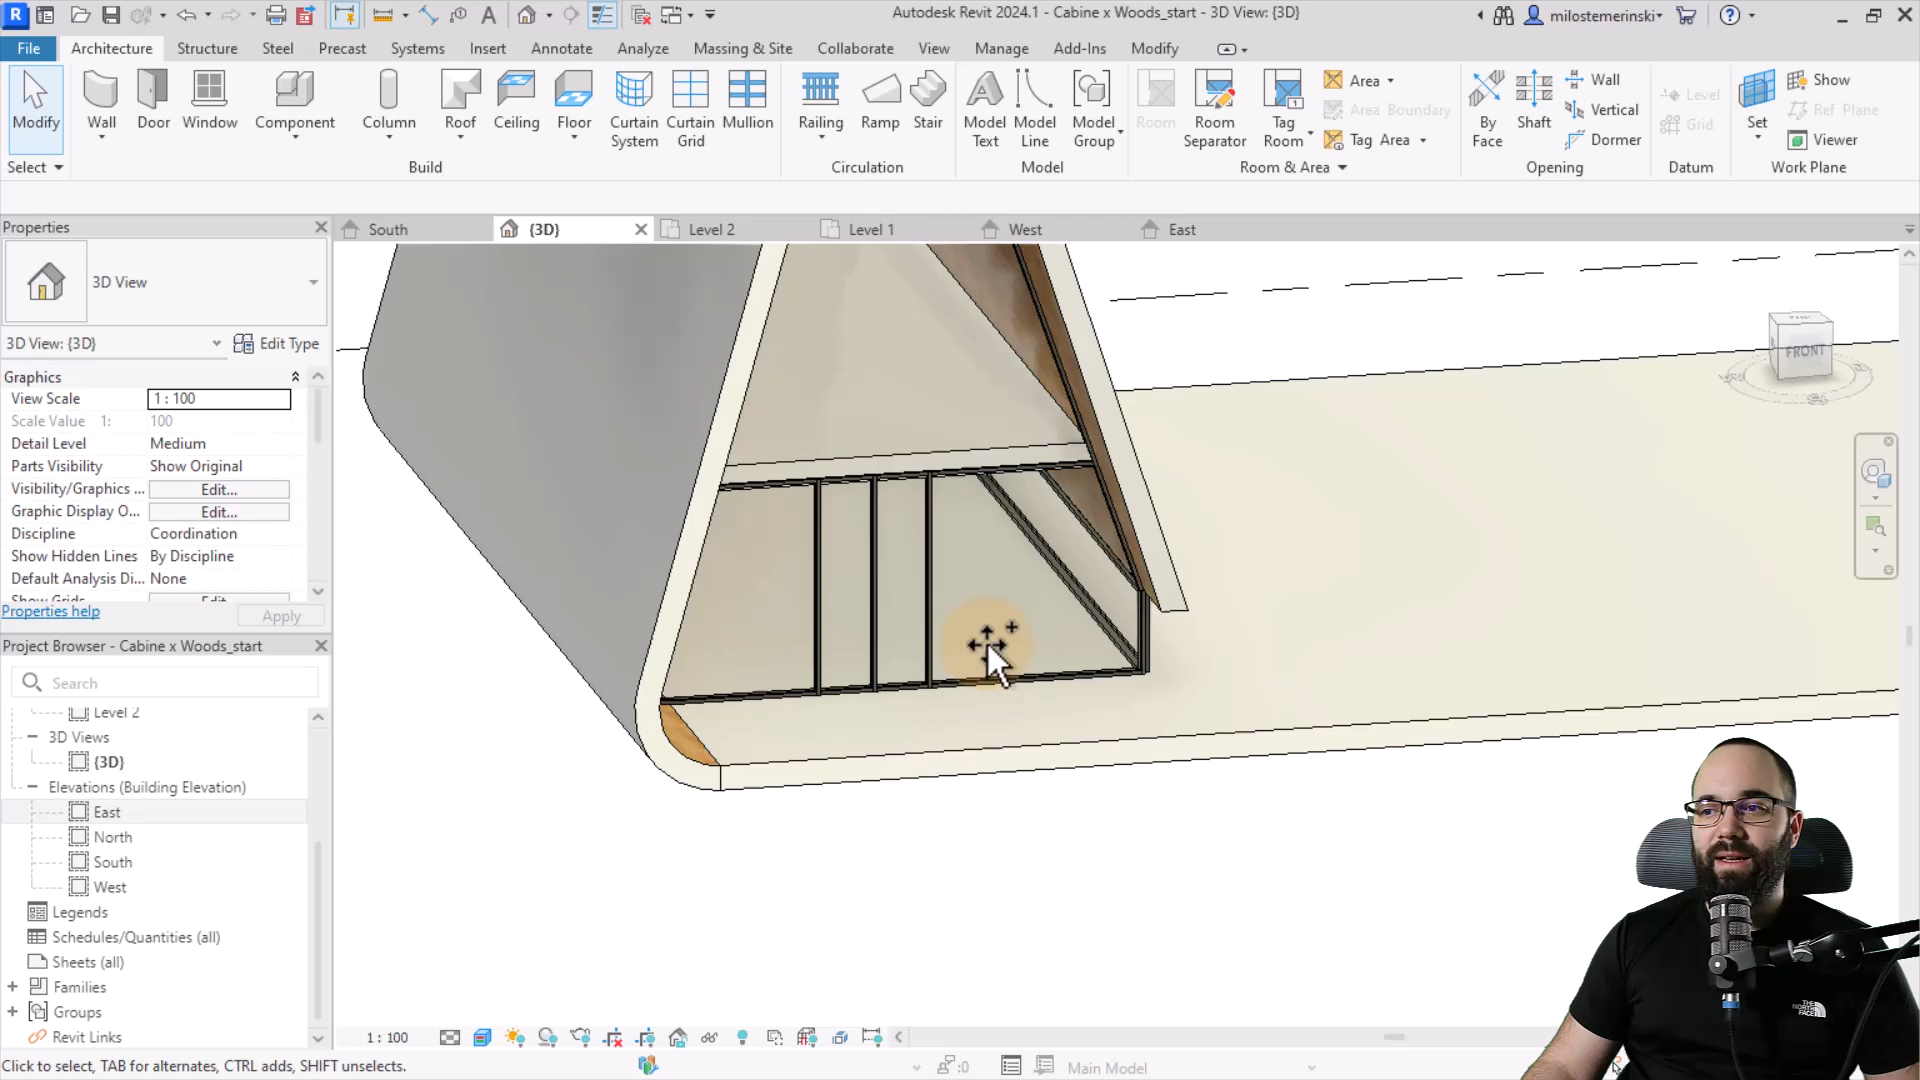 Autodesk Revit 2024.1 - Cabine x Woods_start - 3D View: {3D}
milostemerinski
File
Architecture
Structure
Steel
Precast
Systems
Insert
Annotate
Analyze
Massing & Site
Collaborate
View
Manage
Add-Ins
Modify
Modify
Wall
Door
Window
Component
Column
Roof
Ceiling
Floor
Curtain System
Curtain Grid
Mullion
Railing
Ramp
Stair
Model Text
Model Line
Model Group
Room
Room Separator
Tag Room
Area
Area Boundary
Tag Area
By Face
Shaft
Wall
Vertical
Dormer
Level
Grid
Set
Show
Ref Plane
Viewer
Select
Build
Circulation
Model
Room & Area
Opening
Datum
Work Plane
Properties
South
{3D}
Level 2
Level 1
West
East
3D View
3D View: {3D}
Edit Type
Graphics
View Scale
1 : 100
Scale Value 1:
100
Detail Level
Medium
Parts Visibility
Show Original
Visibility/Graphics ...
Edit...
Graphic Display O...
Edit...
Discipline
Coordination
Show Hidden Lines
By Discipline
Default Analysis Di...
None
Show Grids
Edit...
Properties help
Apply
Project Browser - Cabine x Woods_start
Search
Level 2
3D Views
{3D}
Elevations (Building Elevation)
East
North
South
West
Legends
Schedules/Quantities (all)
Sheets (all)
Families
Groups
Revit Links
FRONT
1 : 100
Click to select, TAB for alternates, CTRL adds, SHIFT unselects.
:0
Main Model
THE NORTH FACE